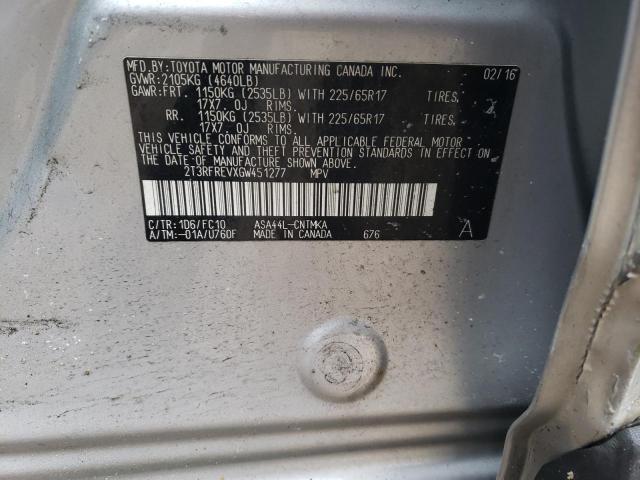 MFD.BY:TOYOTA MOTOR MANUFACTURING CANADA INC. 02/16
GVWR:2105KG (4640LB)
GAWR:FRT. 1150KG (2535LB) WITH 225/65R17 TIRES.
17X7. 0J RIMS.
RR. 1150KG (2535LB) WITH 225/65R17 TIRES.
17X7. 0J RIMS.
THIS VEHICLE CONFORMS TO ALL APPLICABLE FEDERAL MOTOR
VEHICLE SAFETY AND THEFT PREVENTION STANDARDS IN
EFFECT ON THE DATE OF MANUFACTURE SHOWN ABOVE.
2T3RFREVXGW451277 MPV
C/TR:1D6/FC10 ASA44L-CNTMKA
A/TM:-01A/U760F MADE IN CANADA 676 A